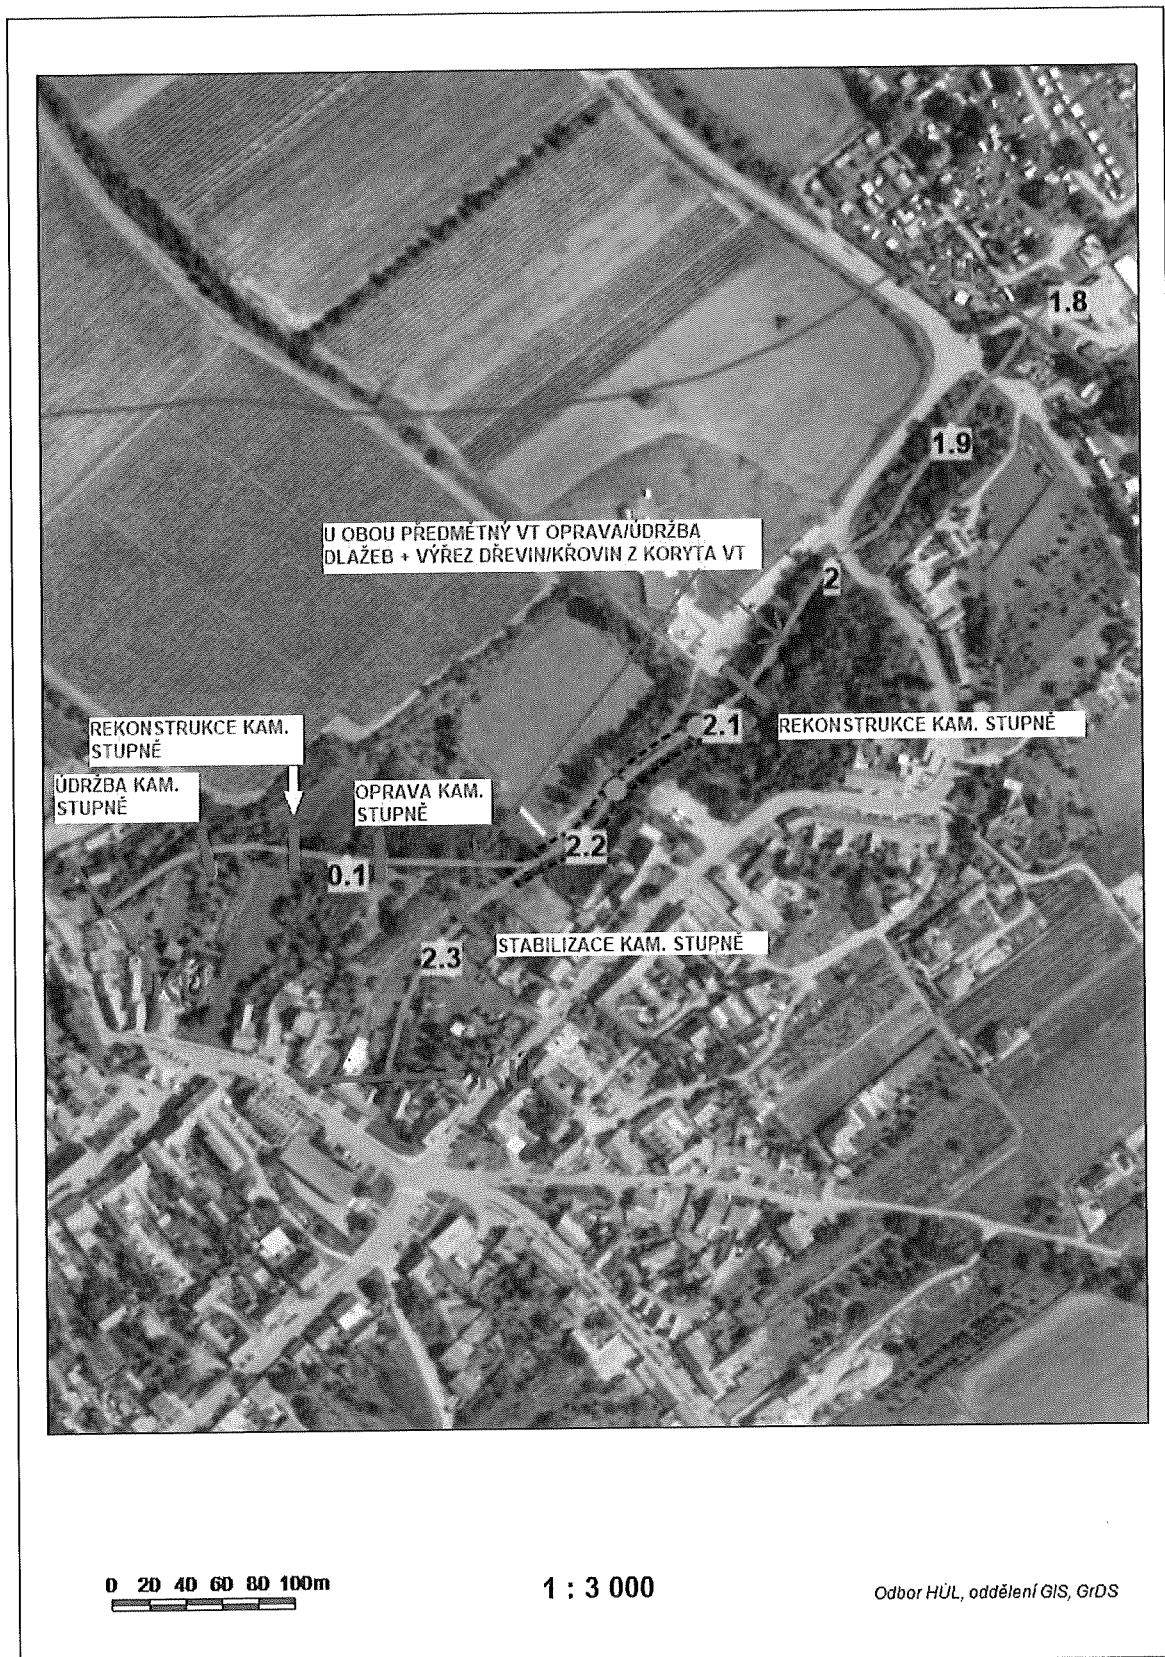 1.8
1.9
U OBOU PŘEDMĚTNÝ VT OPRAVA/ÚDRŽBA
DLAŽEB + VÝŘEZ DŘEVIN/KŘOVIN Z KORYTA VT
2
REKONSTRUKCE KAM.
STUPNĚ
2.1
REKONSTRUKCE KAM. STUPNĚ
ÚDRŽBA KAM.
STUPNĚ
OPRAVA KAM.
STUPNĚ
2.2
0.1
2.3
STABILIZACE KAM. STUPNĚ
0 20 40 60 80 100m
1 : 3 000
Odbor HÚL, oddělení GIS, GrDS